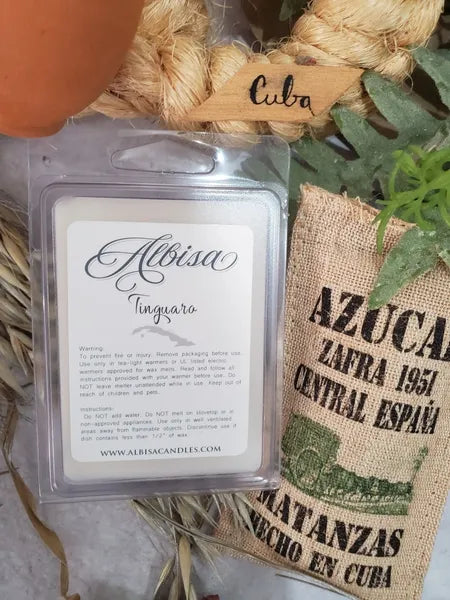 Cuba
Albisa
Tinguaro
Warning:
To prevent fire or injury. Remove packaging before use.
Use only in tea-light warmers or UL listed electric
warmers approved for wax melts. Read and follow all
instructions provided with your warmer before use. Do
NOT leave melter unattended while in use. Keep out of
reach of children and pets.
Instructions:
Do NOT add water. Do NOT melt on stovetop or in
non-approved appliances. Use only in well ventilated
areas away from flammable objects. Discontinue use if
dish contains less than 1/2" of wax.
WWW.ALBISACANDLES.COM
AZUCA
ZAFRA 1951
CENTRAL ESPAÑA
MATANZAS
HECHO EN CUBA